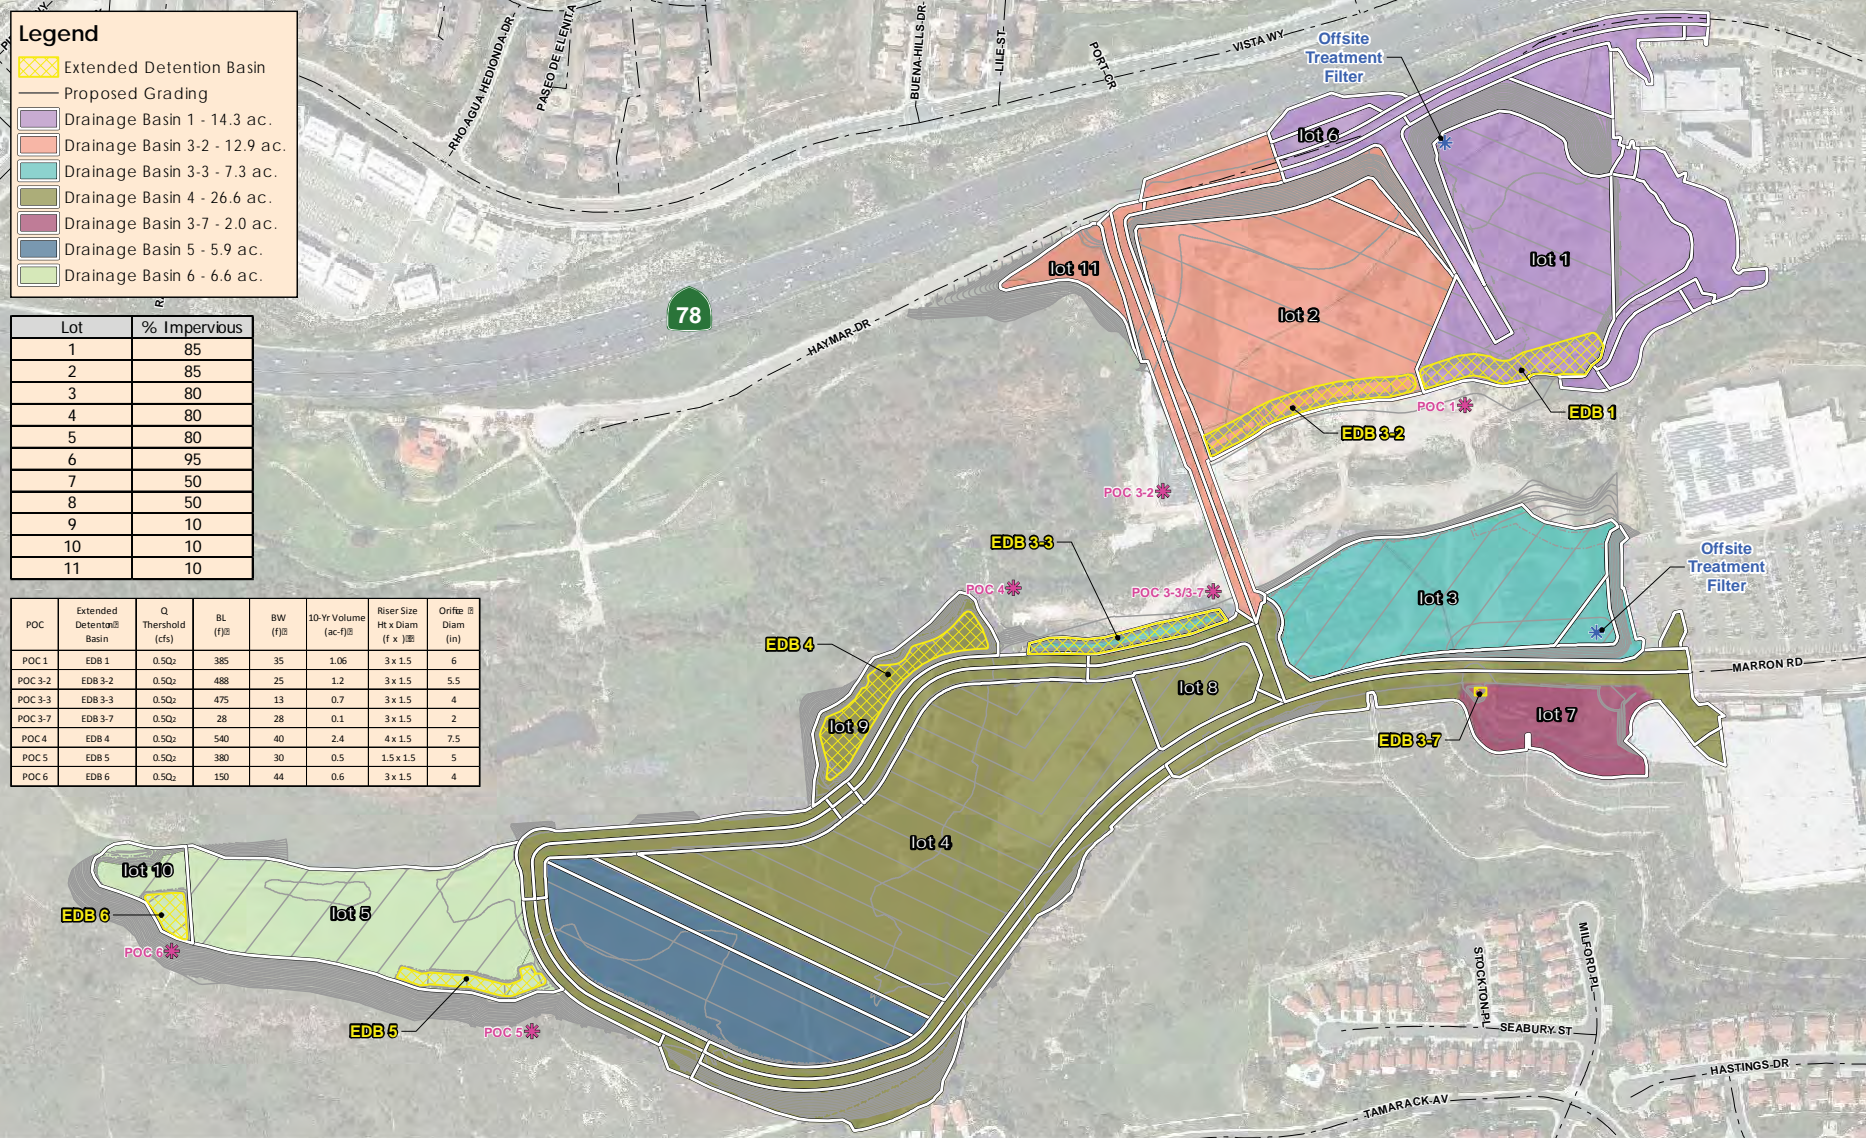 Legend
Extended Detention Basin
Proposed Grading
Drainage Basin 1 - 14.3 ac.
Drainage Basin 3-2 - 12.9 ac.
Drainage Basin 3-3 - 7.3 ac.
Drainage Basin 4 - 26.6 ac.
Drainage Basin 3-7 - 2.0 ac.
Drainage Basin 5 - 5.9 ac.
Drainage Basin 6 - 6.6 ac.
Lot % Impervious
1 85
2 85
3 80
4 80
5 80
6 95
7 50
8 50
9 10
10 10
11 10
POC Extended Basin Q Thershold (cfs) BL BW 10-Yr Volume Riser Size Ht x Diam Diam (in)
POC 1 EDB 1 0.5Q2 385 35 1.06 3 x 1.5 6
POC 3-2 EDB 3-2 0.5Q2 488 25 1.2 3 x 1.5 5.5
POC 3-3 EDB 3-3 0.5Q2 475 13 0.7 3 x 1.5 4
POC 3-7 EDB 3-7 0.5Q2 28 28 0.1 3 x 1.5 2
POC 4 EDB 4 0.5Q2 540 40 2.4 4 x 1.5 7.5
POC 5 EDB 5 0.5Q2 380 30 0.5 1.5 x 1.5 5
POC 6 EDB 6 0.5Q2 150 44 0.6 3 x 1.5 4
RHO AGUA HEDIONDA DR
PASEO DE ELENITA
BUENA HILLS DR
LILE ST
PORT CR
VISTA WY
78
HAYMAR DR
Offsite
Treatment
Filter
lot 6
lot 1
lot 11
lot 2
POC 1
EDB 1
EDB 3-2
POC 3-2
EDB 3-3
POC 4
POC 3-3/3-7
lot 3
Offsite
Treatment
Filter
EDB 4
MARRON RD
lot 8
lot 9
lot 7
EDB 3-7
lot 4
lot 10
lot 5
EDB 6
POC 6
EDB 5
POC 5
STOCKTON PL
MILFORD PL
SEABURY ST
HASTINGS DR
TAMARACK AV